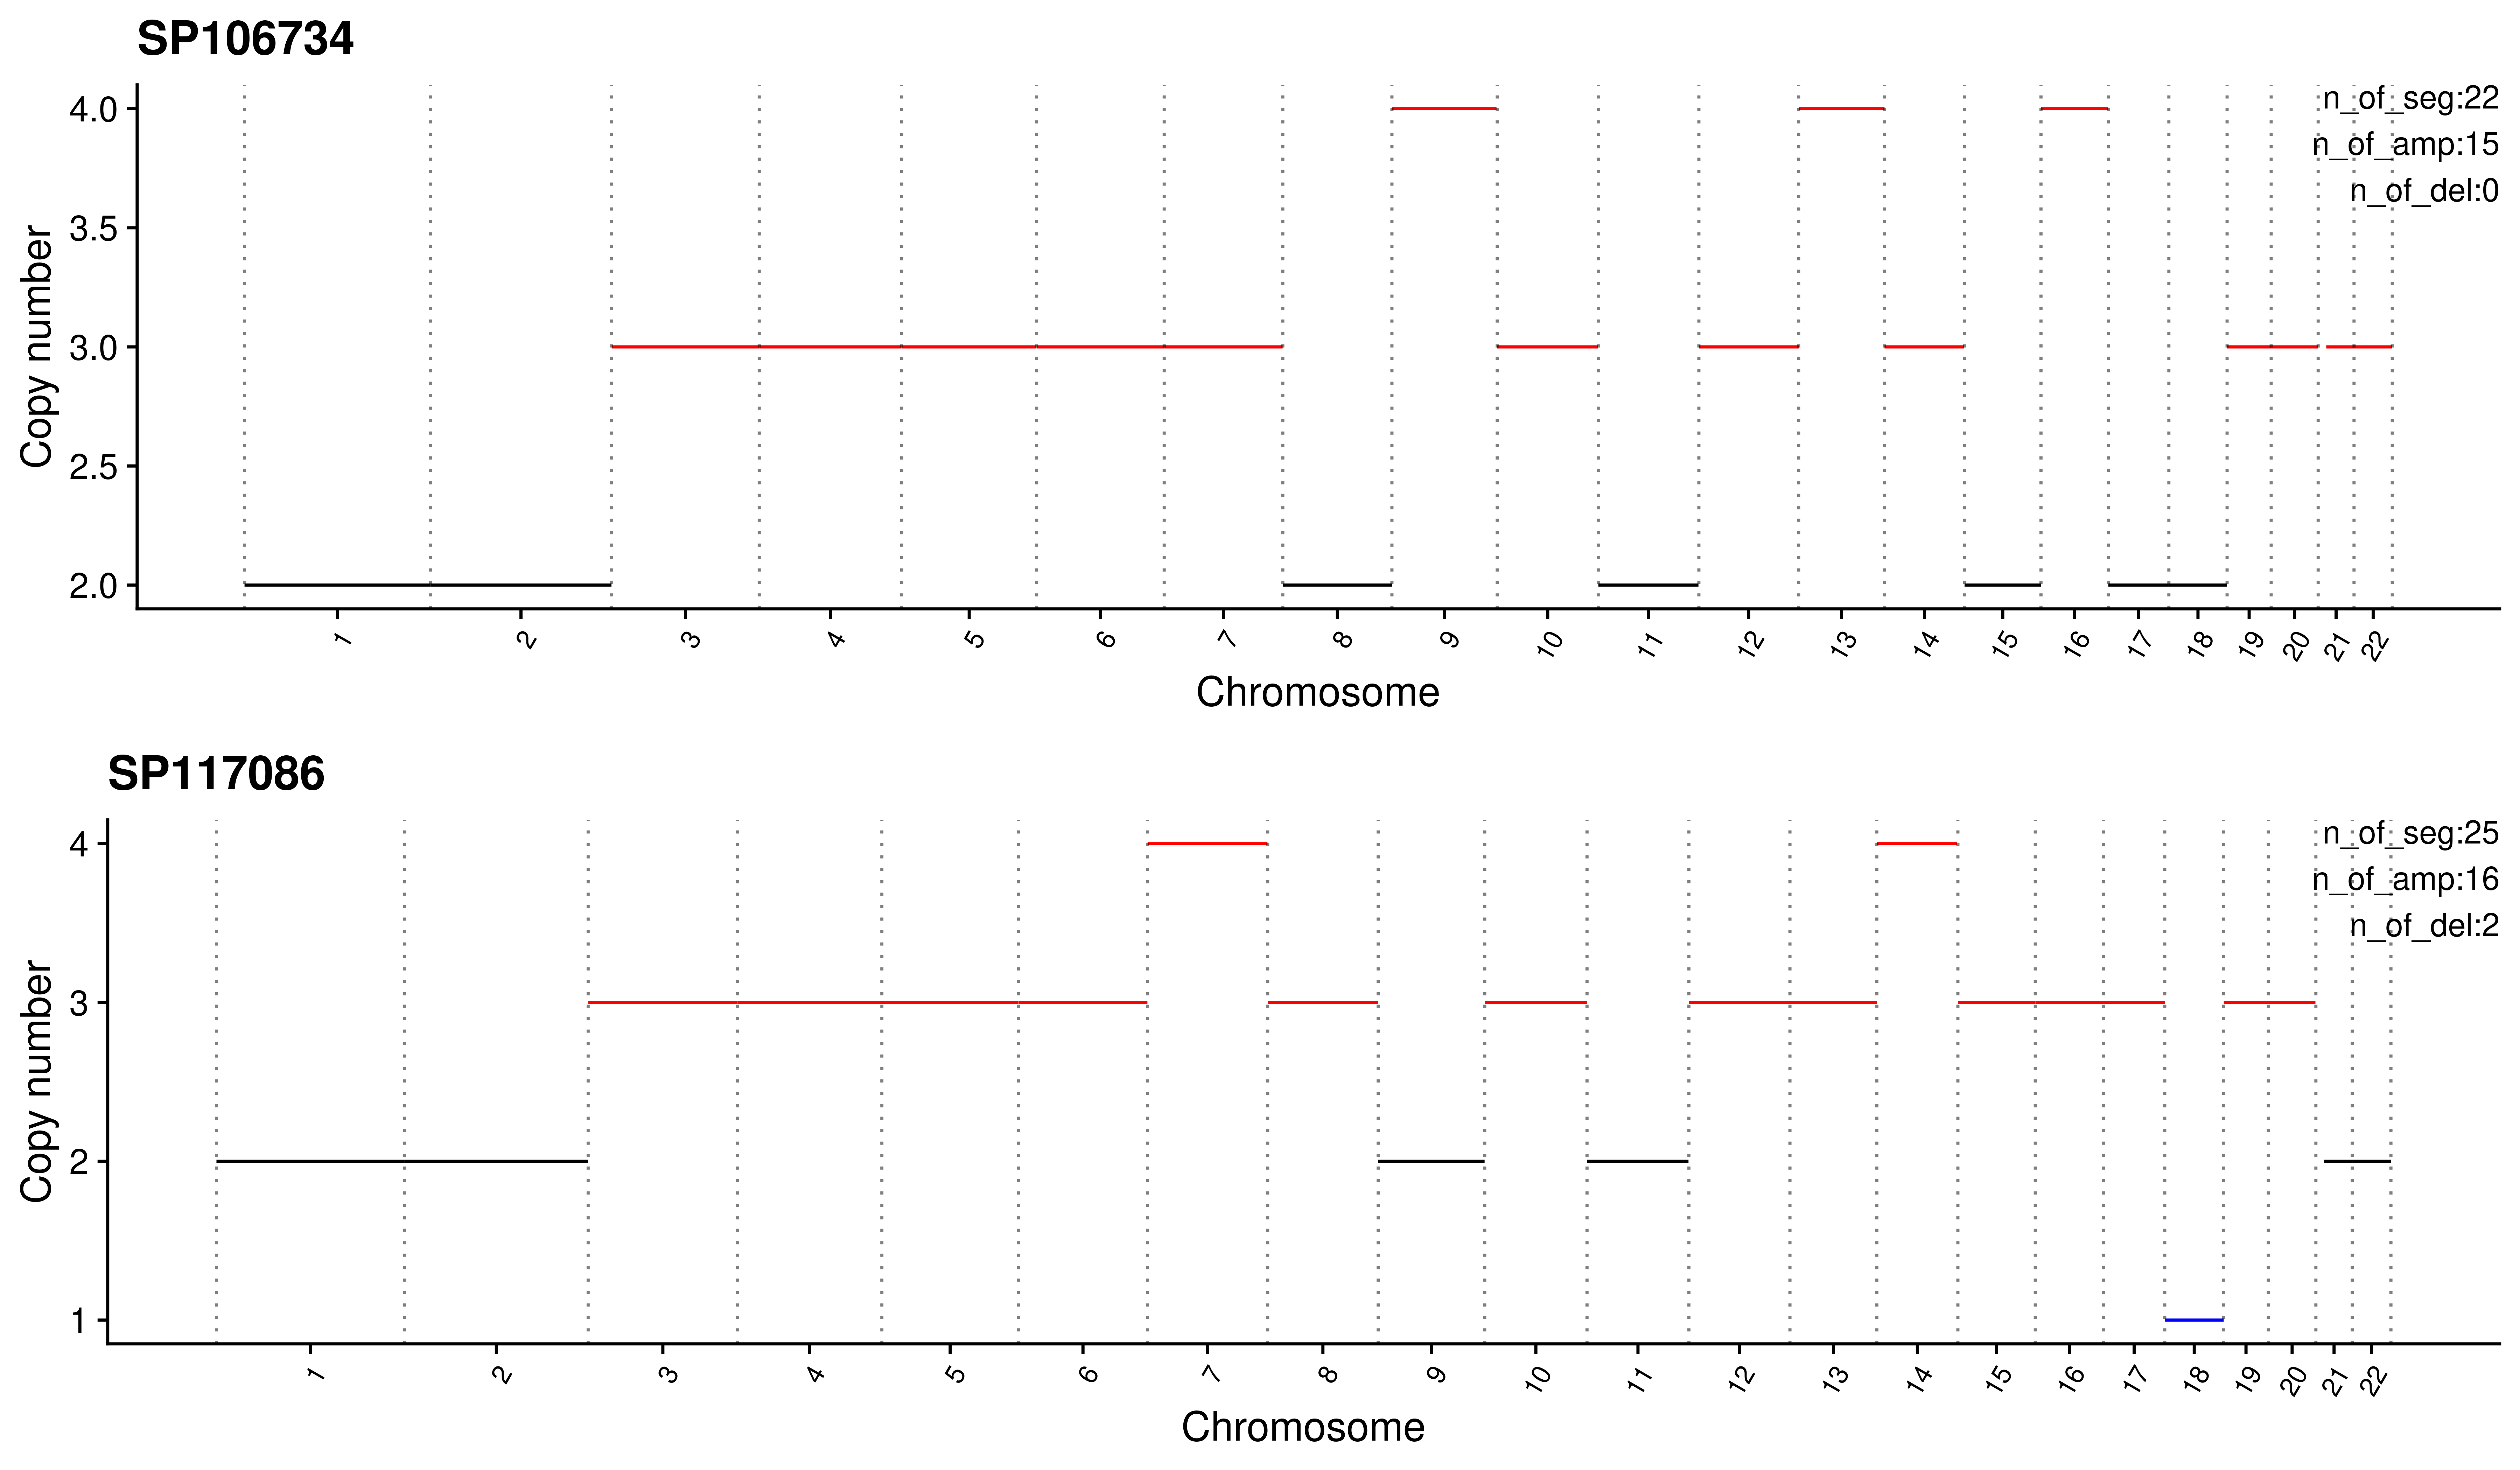 SP106734
n_of_seg:22
n_of_amp:15
n_of_del:0
4.0
3.5
3.0
2.5
2.0
Copy number
1 2 3 4 5 6 7 8 9 10 11 12 13 14 15 16 17 18 19 20 21 22
Chromosome
SP117086
n_of_seg:25
n_of_amp:16
n_of_del:2
4
3
2
1
Copy number
1 2 3 4 5 6 7 8 9 10 11 12 13 14 15 16 17 18 19 20 21 22
Chromosome